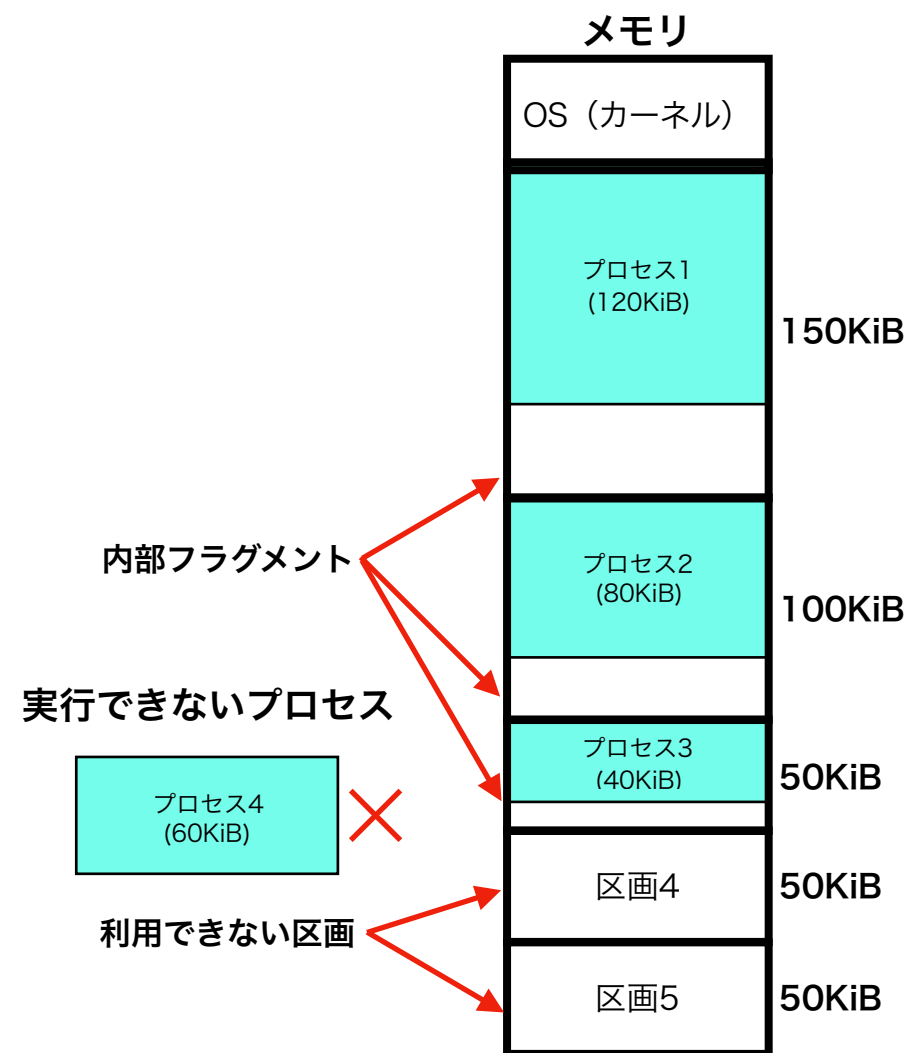 メモリ
OS（カーネル）
プロセス1
(120KiB)
150KiB
内部フラグメント
プロセス2
(80KiB)
100KiB
実行できないプロセス
プロセス3
(40KiB)
50KiB
プロセス4
(60KiB)
区画4
50KiB
利用できない区画
区画5
50KiB